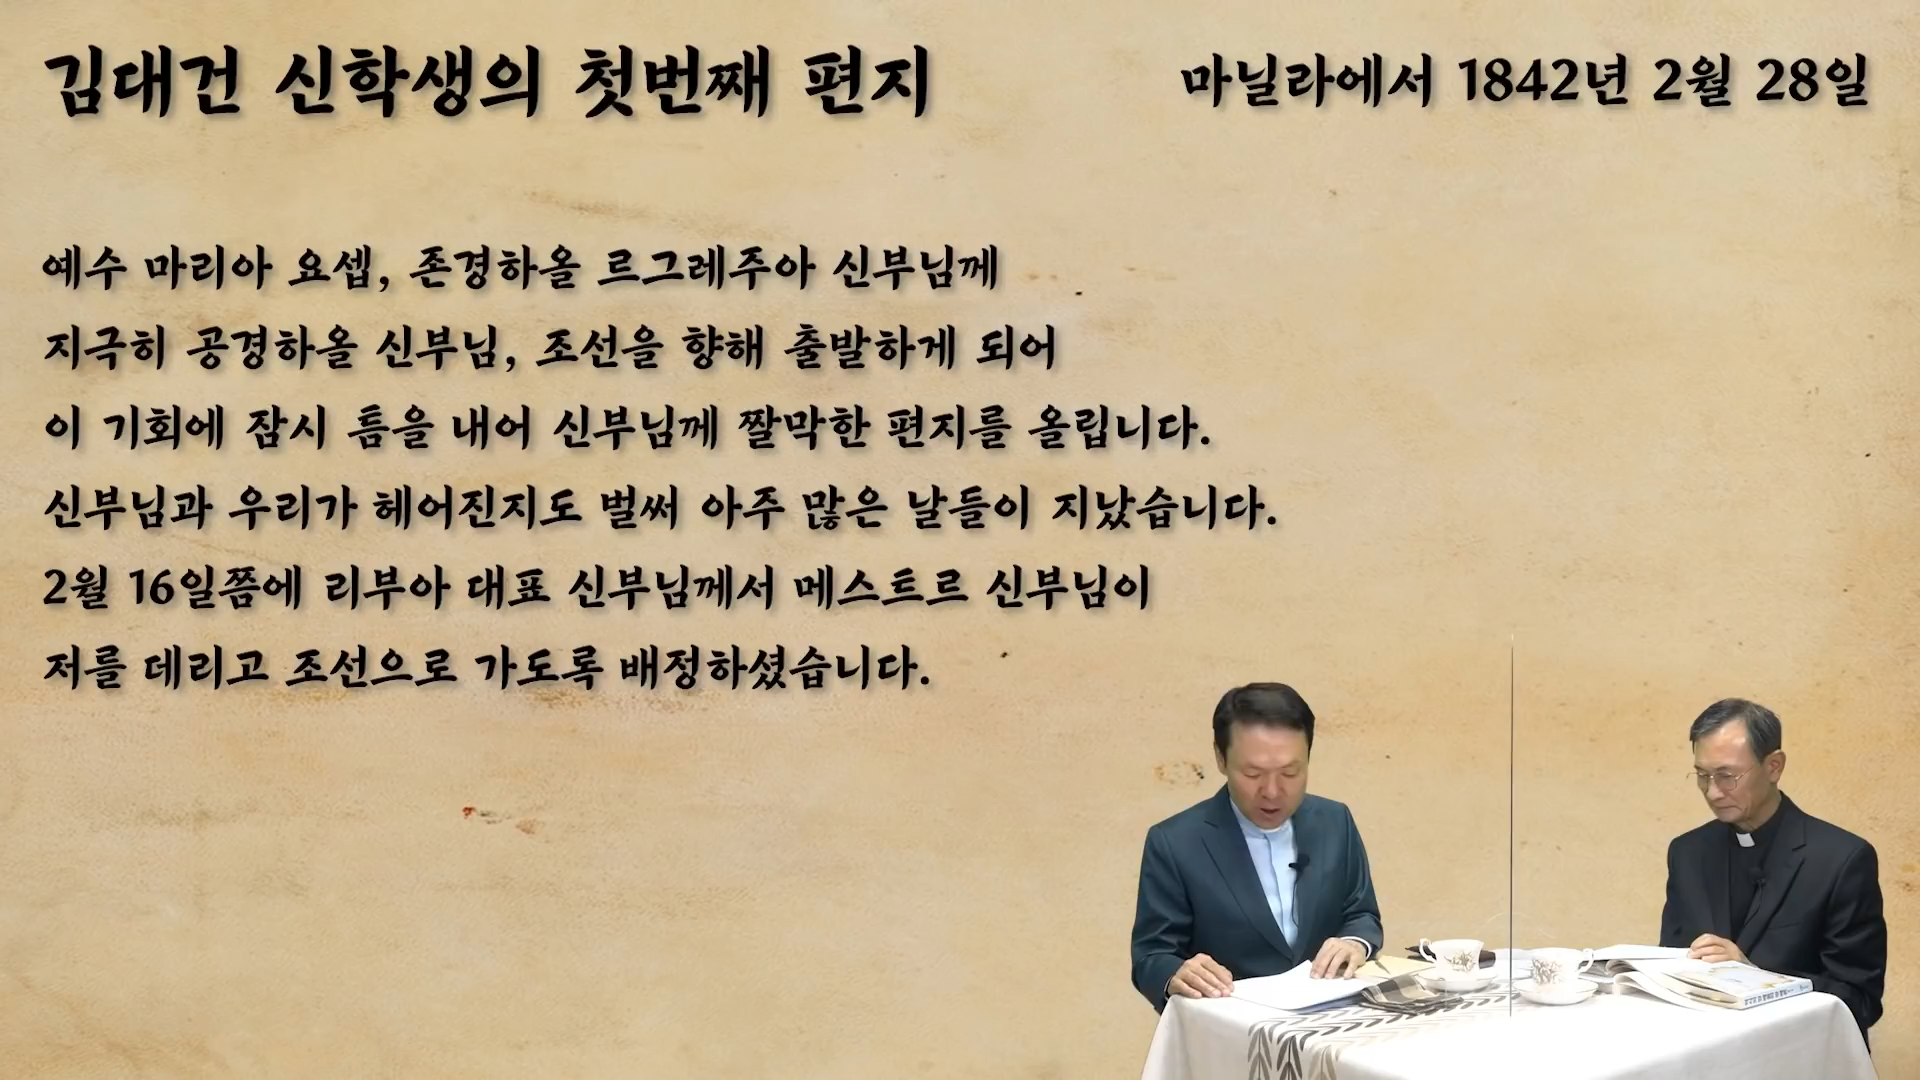 김대건 신학생의 첫번째 편지
마닐라에서 1842년 2월 28일
예수 마리아 요셉, 존경하올 르그레주아 신부님께
지극히 공경하올 신부님, 조선을 향해 출발하게 되어
이 기회에 잠시 틈을 내어 신부님께 짤막한 편지를 올립니다.
신부님과 우리가 헤어진지도 벌써 아주 많은 날들이 지났습니다.
2월 16일쯤에 리부아 대표 신부님께서 메스트르 신부님이
저를 데리고 조선으로 가도록 배정하셨습니다.